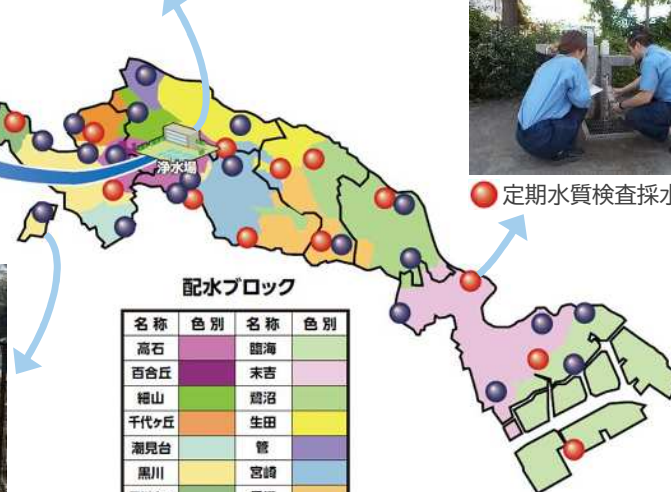 浄水場
定期水質検査採水
配水ブロック
名称 色別 名称 色別
高石 臨海
百合丘 末吉
細山 鷺沼
千代ヶ丘 生田
潮見台 菅
黒川 宮崎